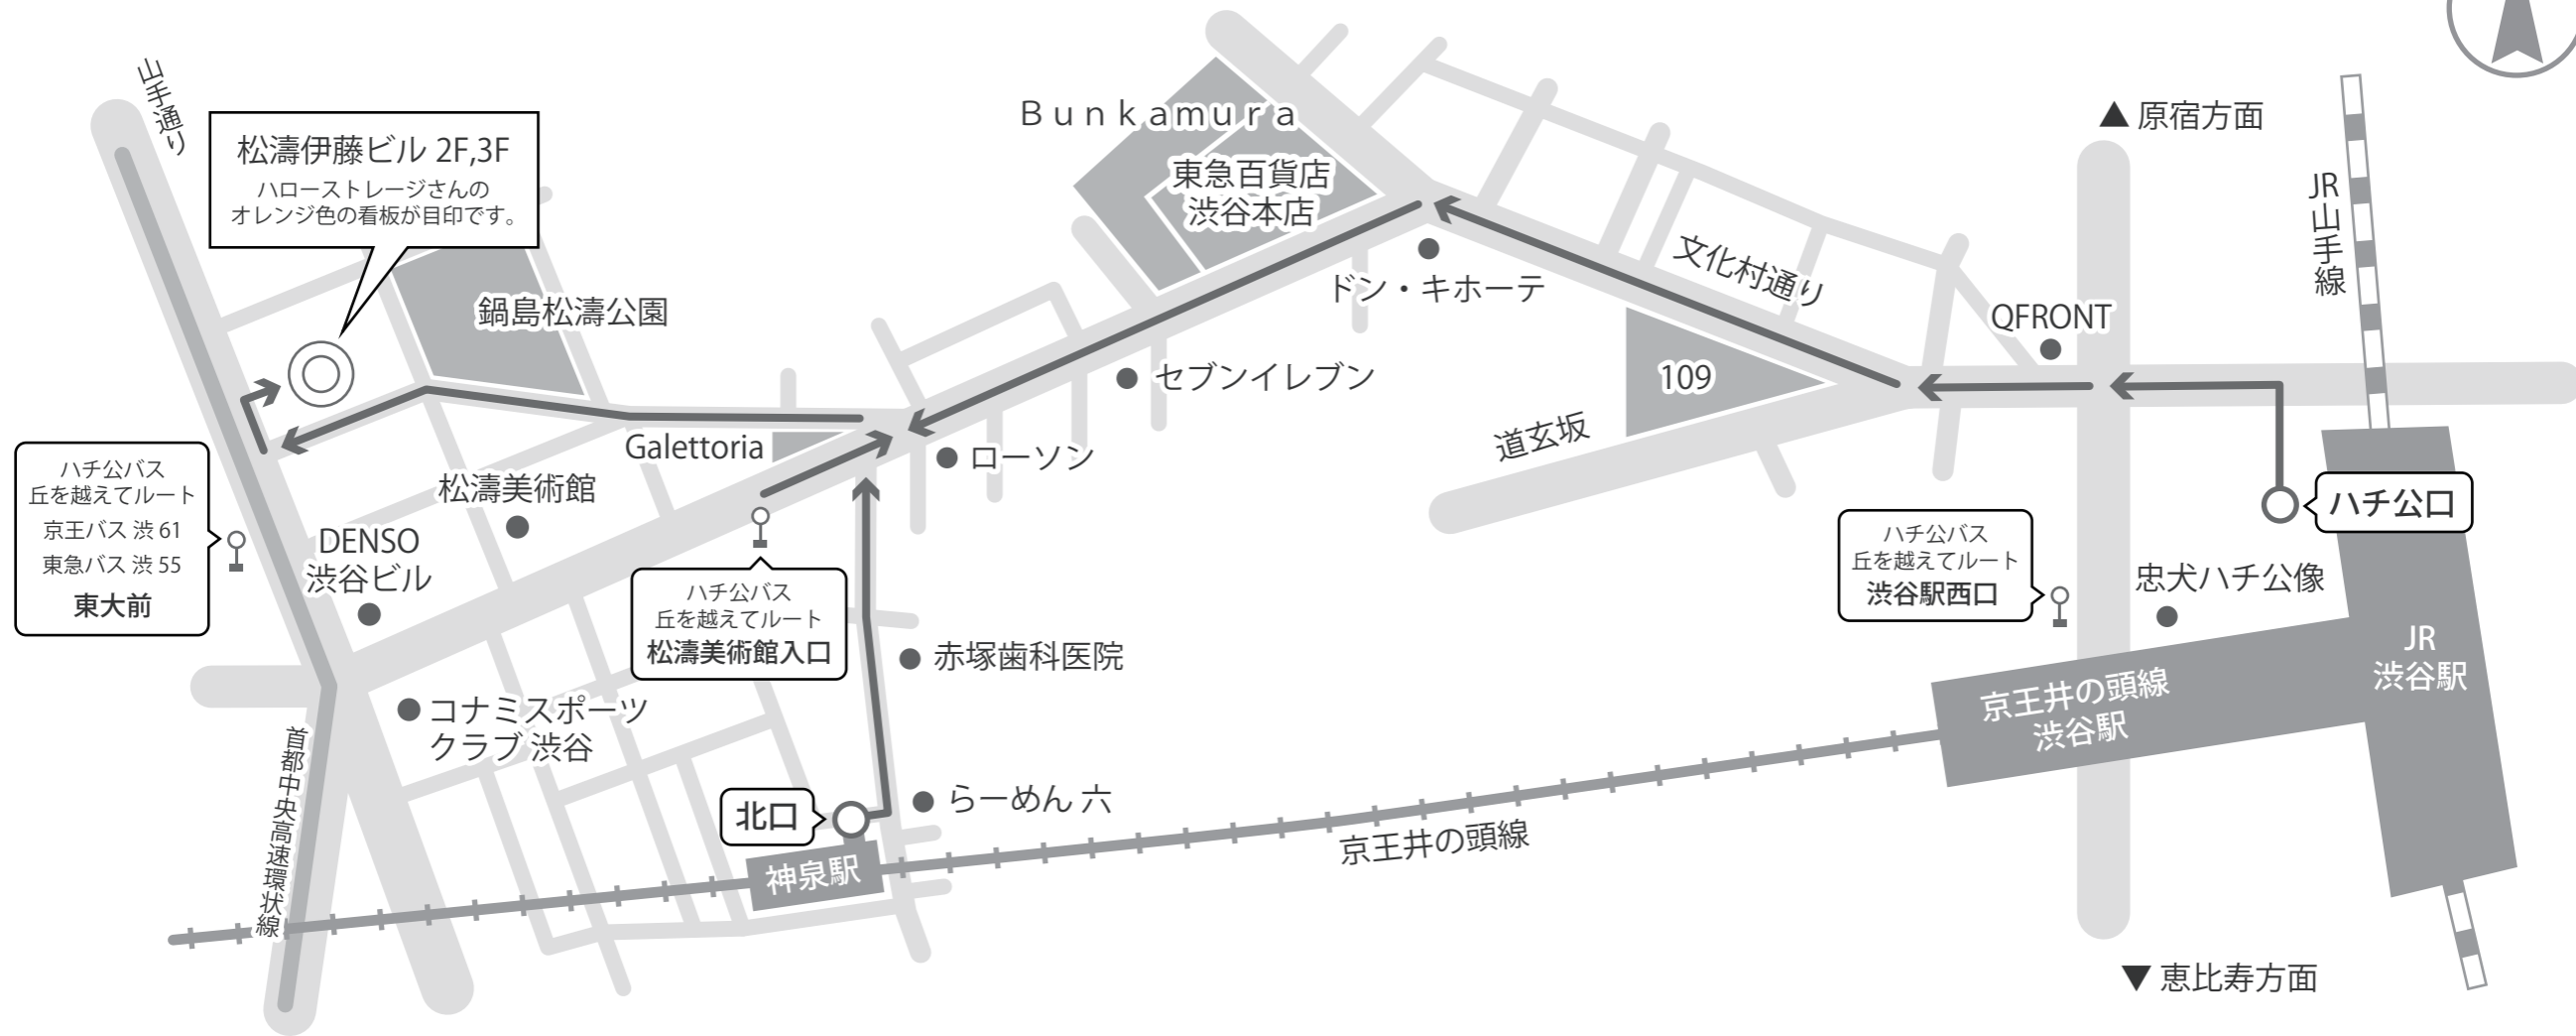 山手通り
松濤伊藤ビル 2F,3F
ハローストレージさんの
オレンジ色の看板が目印です。
Bunkamura
東急百貨店
渋谷本店
▲ 原宿方面
JR山手線
鍋島松濤公園
ドン・キホーテ
文化村通り
QFRONT
109
セブンイレブン
道玄坂
Galettoria
ローソン
ハチ公口
ハチ公バス
丘を越えてルート
京王バス 渋 61
東急バス 渋 55
東大前
松濤美術館
DENSO
渋谷ビル
ハチ公バス
丘を越えてルート
松濤美術館入口
ハチ公バス
丘を越えてルート
渋谷駅西口
忠犬ハチ公像
赤塚歯科医院
JR
渋谷駅
京王井の頭線
渋谷駅
コナミスポーツ
クラブ 渋谷
首都中央高速環状線
北口
らーめん 六
神泉駅
京王井の頭線
▼ 恵比寿方面